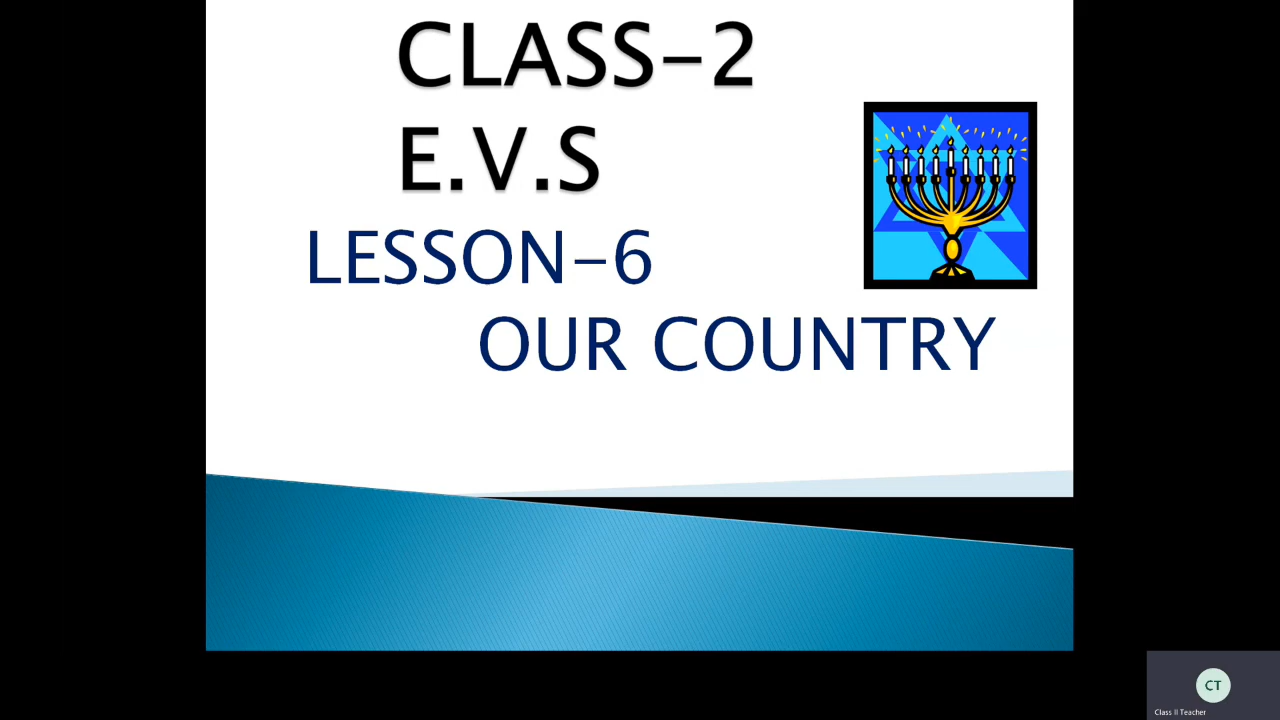 CLASS-2
E.V.S
LESSON-6
OUR COUNTRY
CT
Class II Teacher